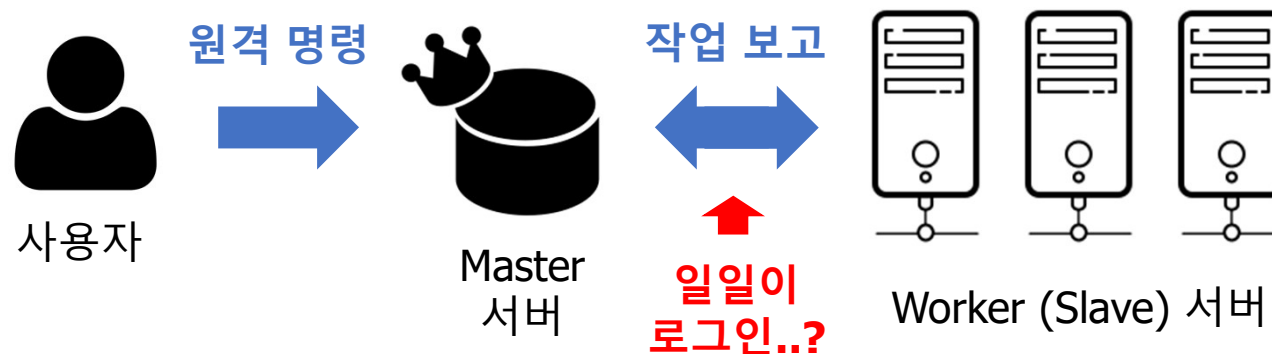 원격 명령
작업 보고
사용자
Master
서버
일일이
로그인..?
Worker (Slave) 서버